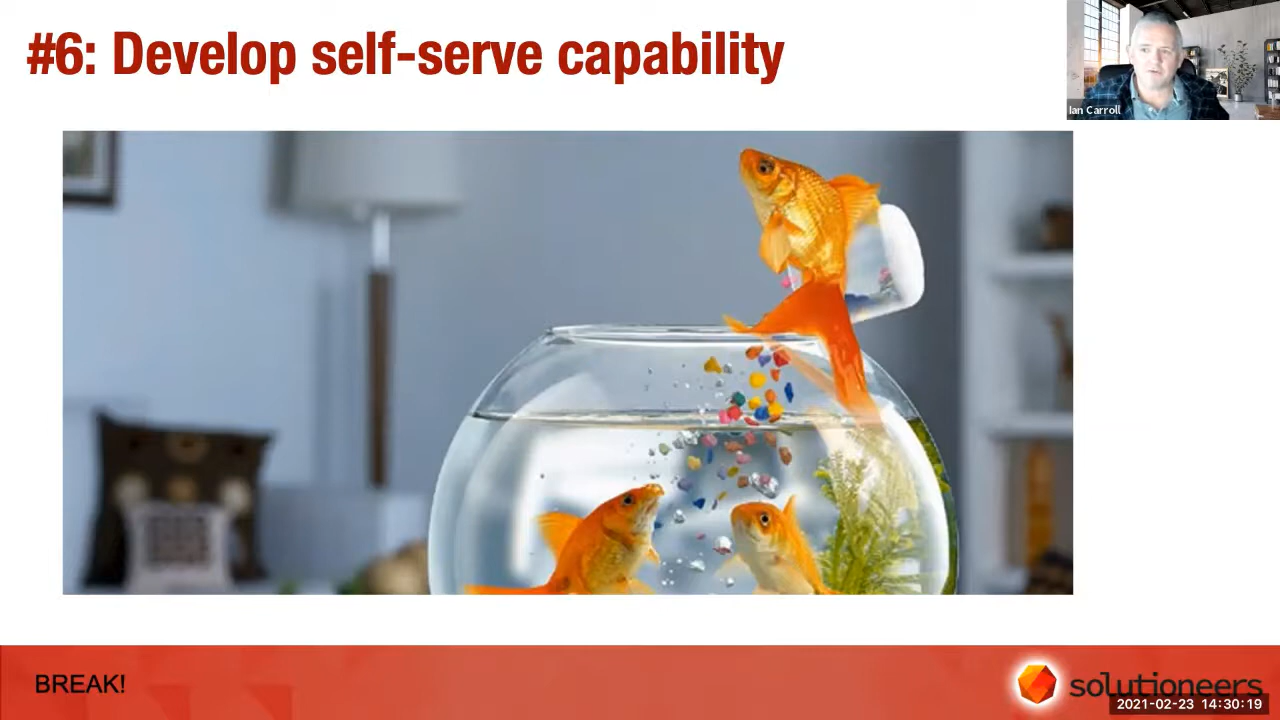 #6: Develop self-serve capability
Ian Carroll
BREAK!
solutioneers
2021-02-23 14:30:19